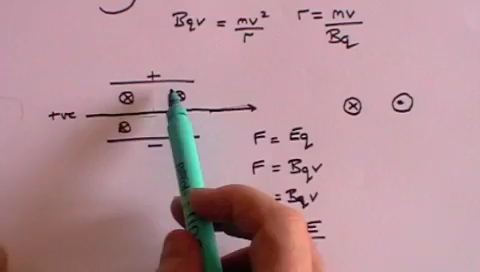 Bqv = mv²/r r = mv/Bq
+
+ve
−
F = Eq
F = Bqv
= Bqv
E